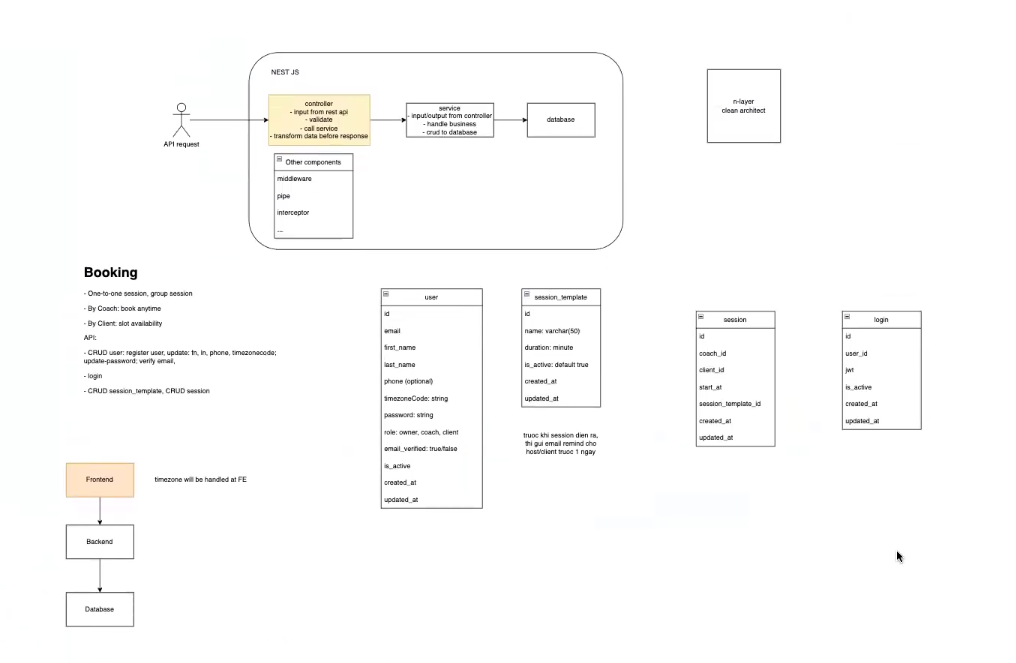 NEST JS
controller
- input from rest api
- validate
- call service
- transform data before response
service
- input/output from controller
- handle business
- crud to database
database
n-layer
clean architect
API request
Other components
middleware
pipe
interceptor
...
Booking
- One-to-one session, group session
- By Coach: book anytime
- By Client: slot availability
API:
- CRUD user: register user, update: fn, ln, phone, timezonecode;
update-password; verify email,
- login
- CRUD session_template, CRUD session
user
id
email
first_name
last_name
phone (optional)
timezoneCode: string
password: string
role: owner, coach, client
email_verified: true/false
is_active
created_at
updated_at
session_template
id
name: varchar(50)
duration: minute
is_active: default true
created_at
updated_at
truoc khi session dien ra,
thi gui email remind cho
host/client truoc 1 ngay
session
id
coach_id
client_id
start_at
session_template_id
created_at
updated_at
login
id
user_id
jwt
is_active
created_at
updated_at
Frontend
timezone will be handled at FE
Backend
Database